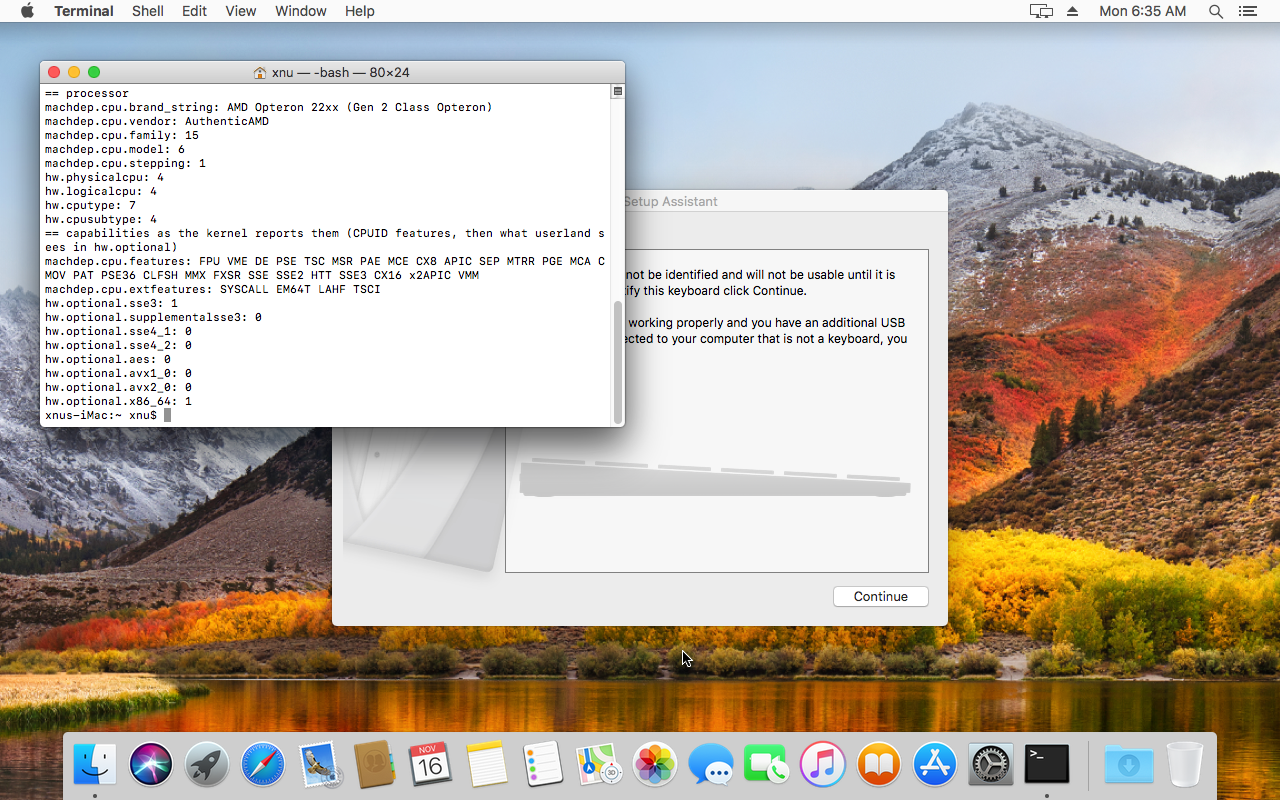 Terminal Shell Edit View Window Help Mon 6:35 AM
xnu — -bash — 80×24
== processor
machdep.cpu.brand_string: AMD Opteron 22xx (Gen 2 Class Opteron)
machdep.cpu.vendor: AuthenticAMD
machdep.cpu.family: 15
machdep.cpu.model: 6
machdep.cpu.stepping: 1
hw.physicalcpu: 4
hw.logicalcpu: 4
hw.cputype: 7
hw.cpusubtype: 4
== capabilities as the kernel reports them (CPUID features, then what userland s
ees in hw.optional)
machdep.cpu.features: FPU VME DE PSE TSC MSR PAE MCE CX8 APIC SEP MTRR PGE MCA C
MOV PAT PSE36 CLFSH MMX FXSR SSE SSE2 HTT SSE3 CX16 x2APIC VMM
machdep.cpu.extfeatures: SYSCALL EM64T LAHF TSCI
hw.optional.sse3: 1
hw.optional.supplementalsse3: 0
hw.optional.sse4_1: 0
hw.optional.sse4_2: 0
hw.optional.aes: 0
hw.optional.avx1_0: 0
hw.optional.avx2_0: 0
hw.optional.x86_64: 1
xnus-iMac:~ xnu$
Setup Assistant
not be identified and will not be usable until it is
tify this keyboard click Continue.
working properly and you have an additional USB
ected to your computer that is not a keyboard, you
Continue
NOV
16
3D
>_